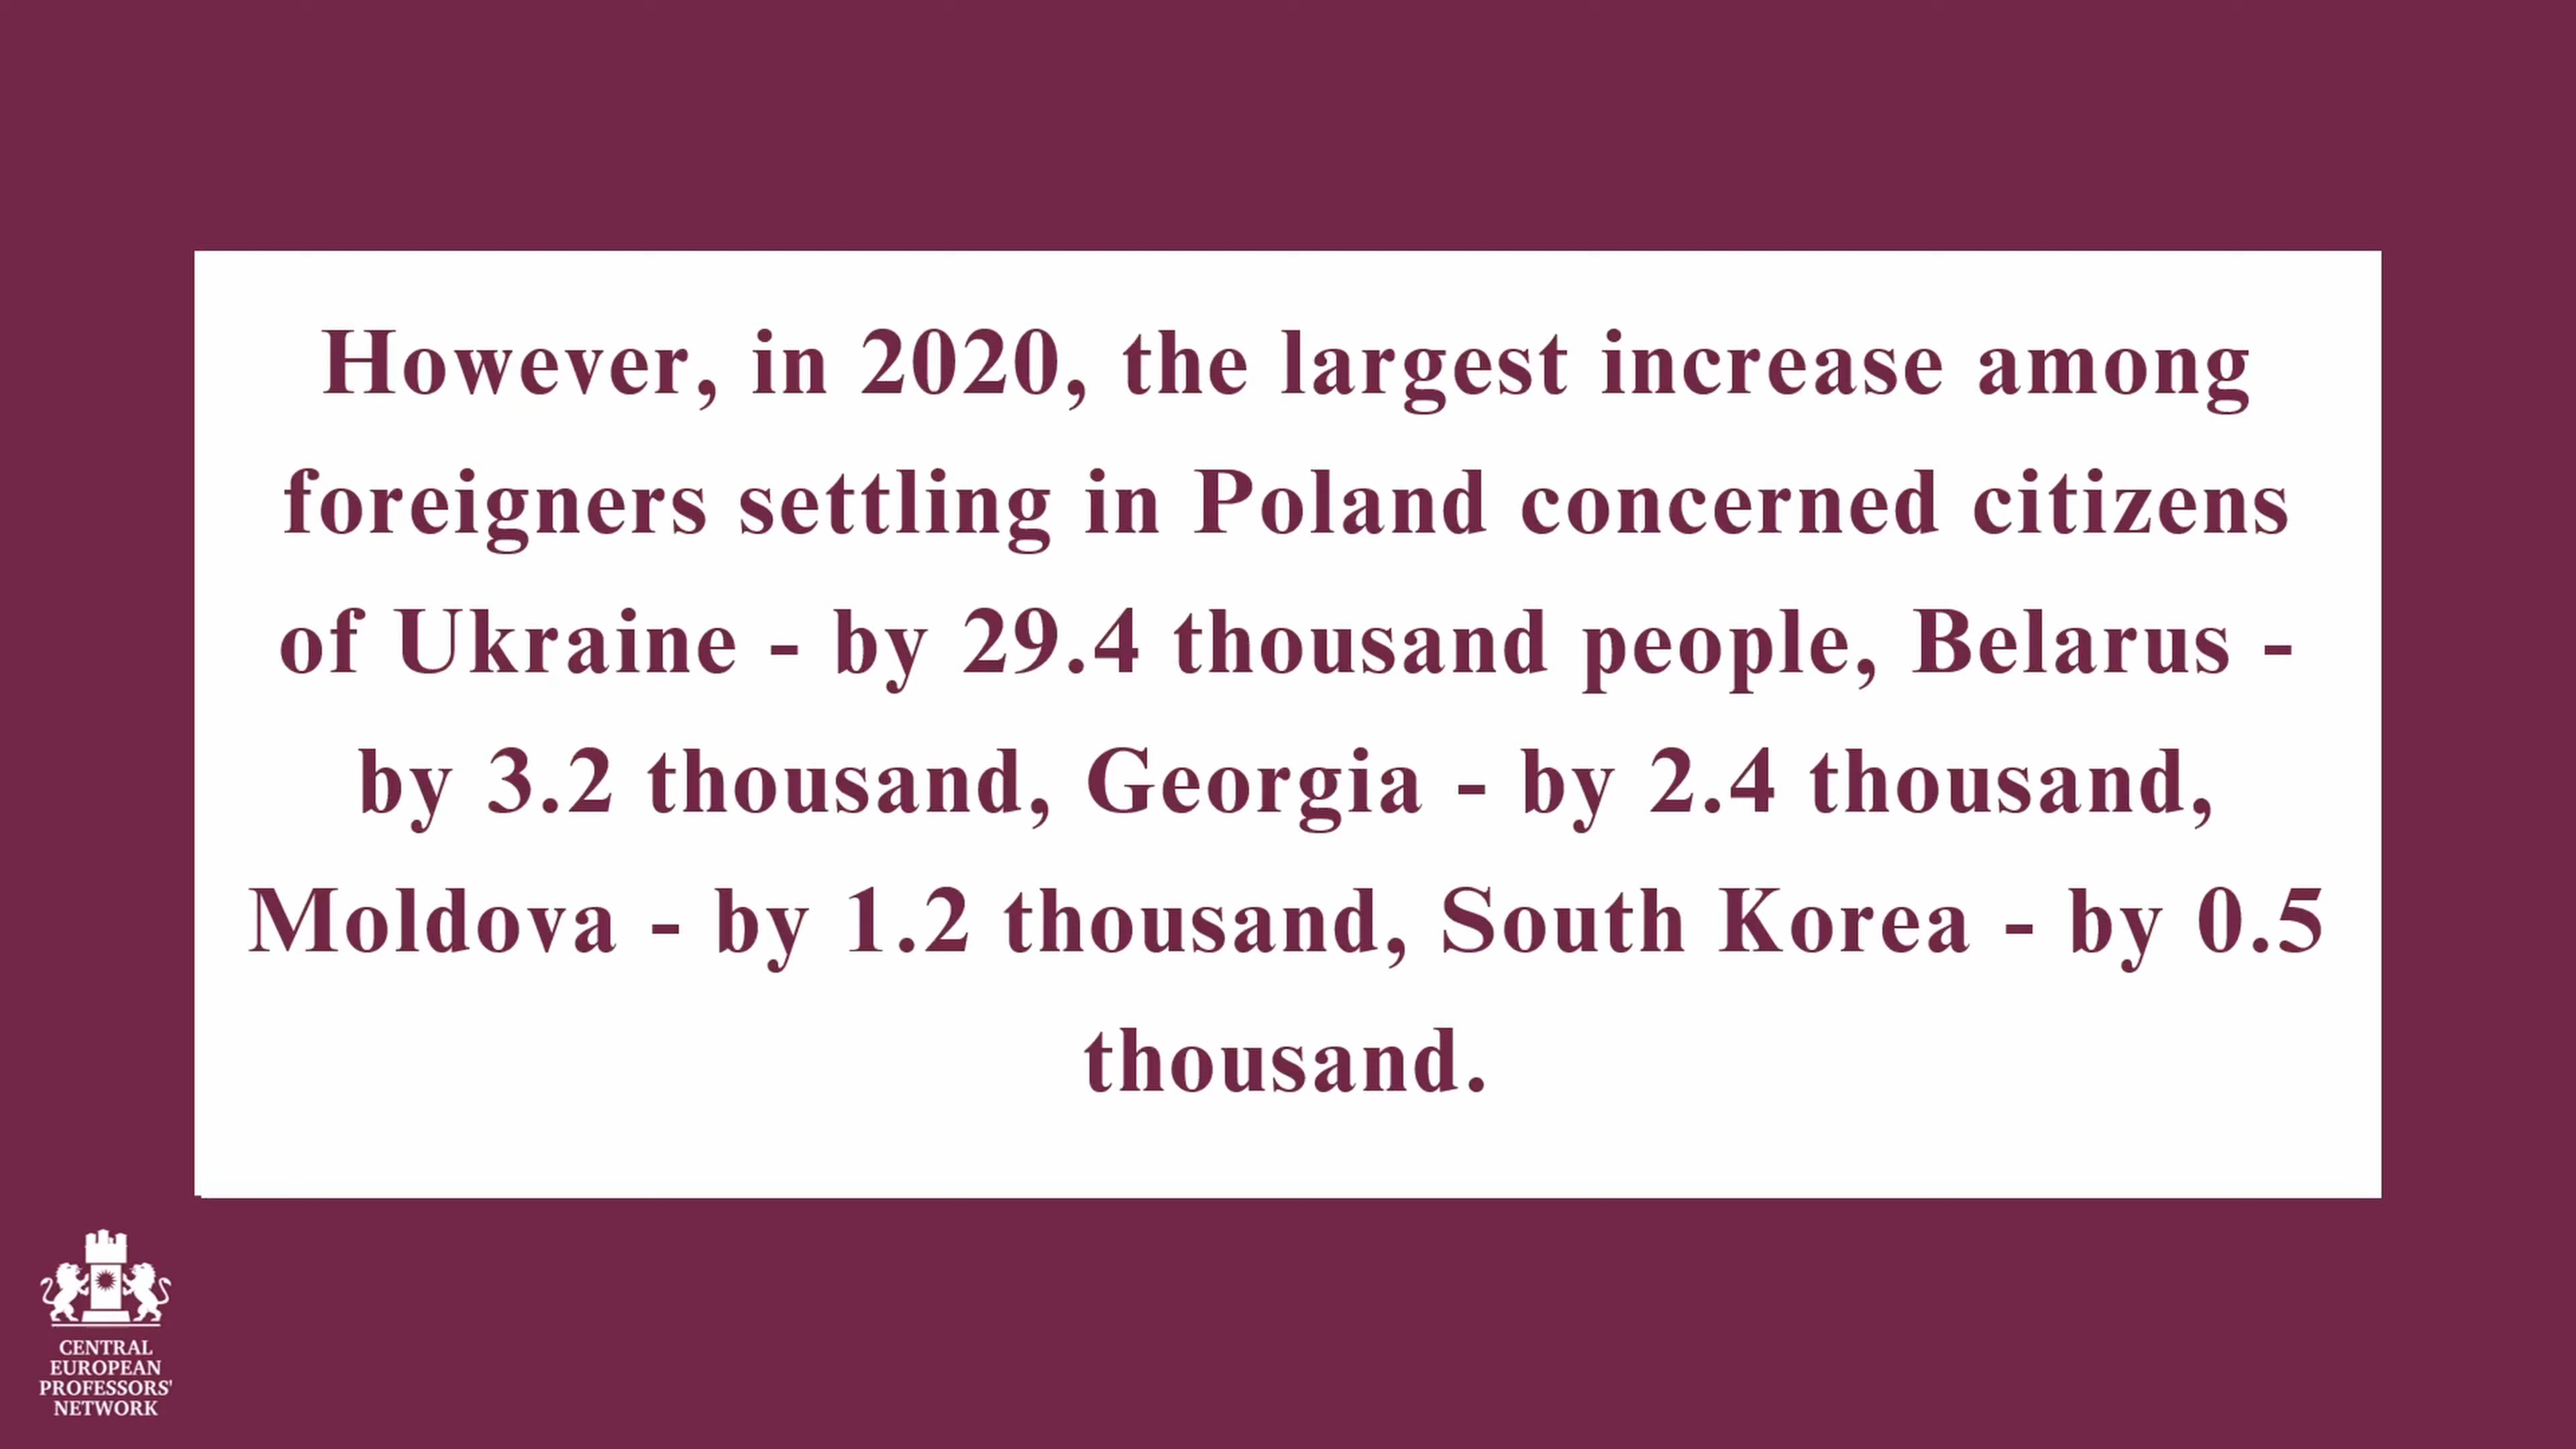 However, in 2020, the largest increase among
foreigners settling in Poland concerned citizens
of Ukraine - by 29.4 thousand people, Belarus -
by 3.2 thousand, Georgia - by 2.4 thousand,
Moldova - by 1.2 thousand, South Korea - by 0.5
thousand.
CENTRAL
EUROPEAN
PROFESSORS'
NETWORK